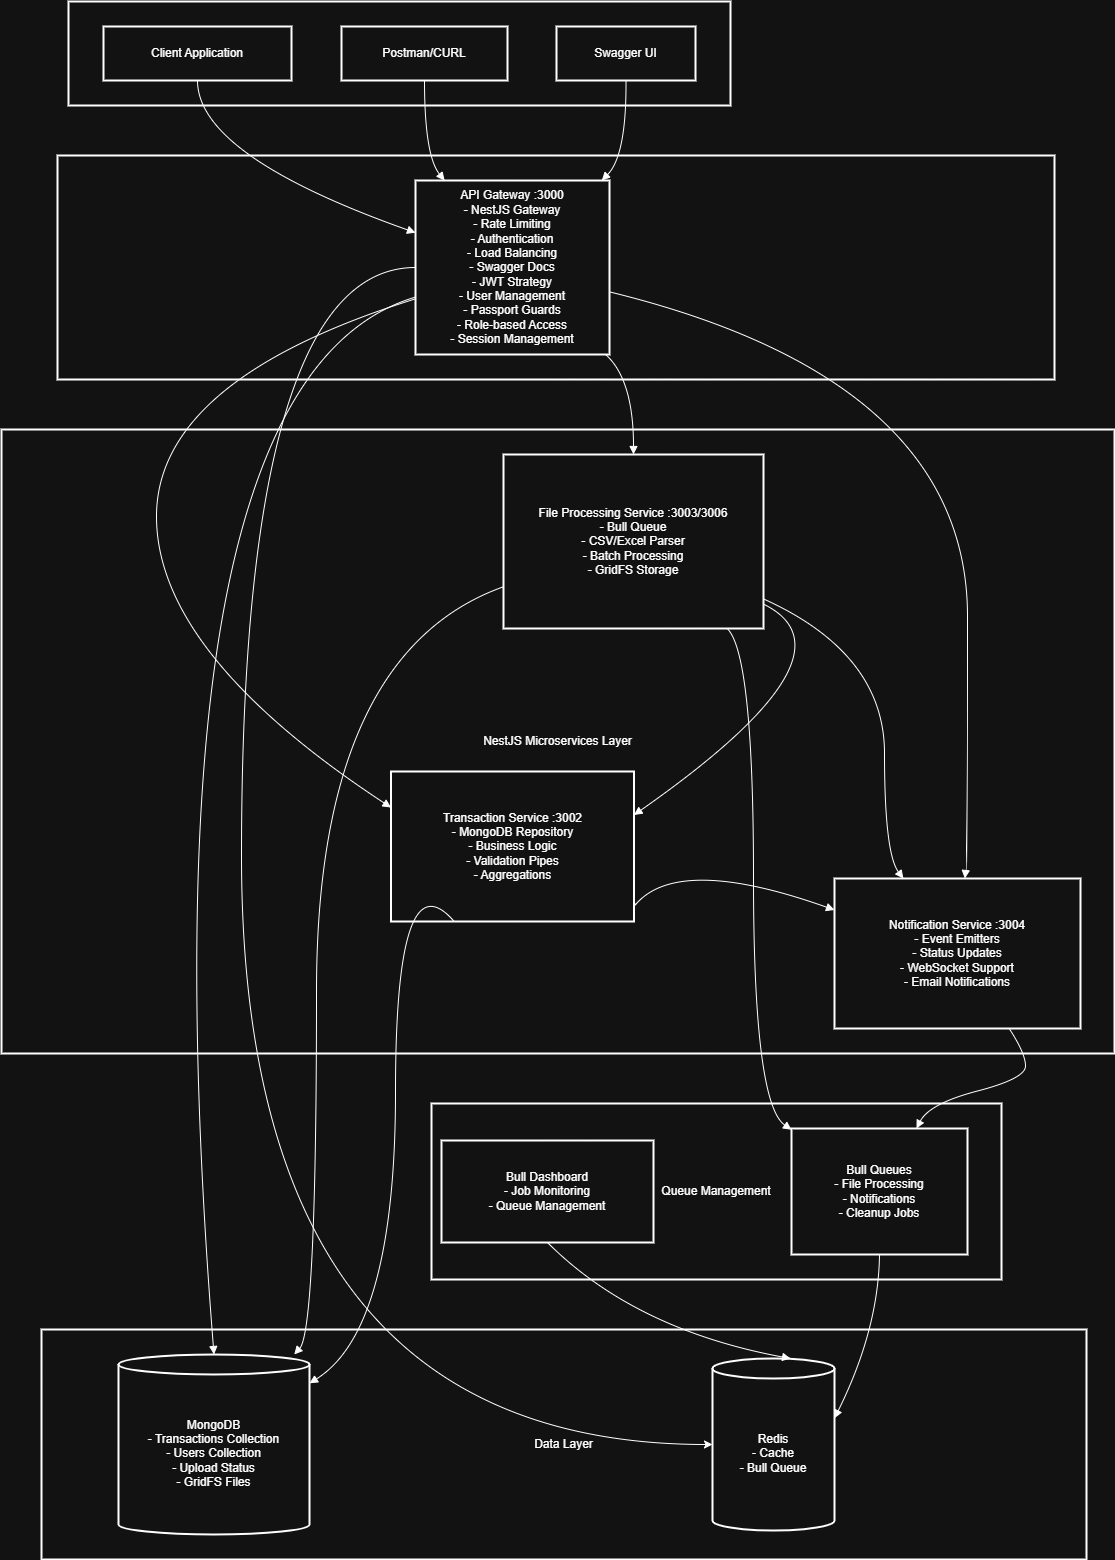 Client Application
Postman/CURL
Swagger UI
API Gateway :3000
- NestJS Gateway
- Rate Limiting
- Authentication
- Load Balancing
- Swagger Docs
- JWT Strategy
- User Management
- Passport Guards
- Role-based Access
- Session Management
File Processing Service :3003/3006
- Bull Queue
- CSV/Excel Parser
- Batch Processing
- GridFS Storage
NestJS Microservices Layer
Transaction Service :3002
- MongoDB Repository
- Business Logic
- Validation Pipes
- Aggregations
Notification Service :3004
- Event Emitters
- Status Updates
- WebSocket Support
- Email Notifications
Bull Dashboard
- Job Monitoring
- Queue Management
Queue Management
Bull Queues
- File Processing
- Notifications
- Cleanup Jobs
MongoDB
- Transactions Collection
- Users Collection
- Upload Status
- GridFS Files
Data Layer
Redis
- Cache
- Bull Queue